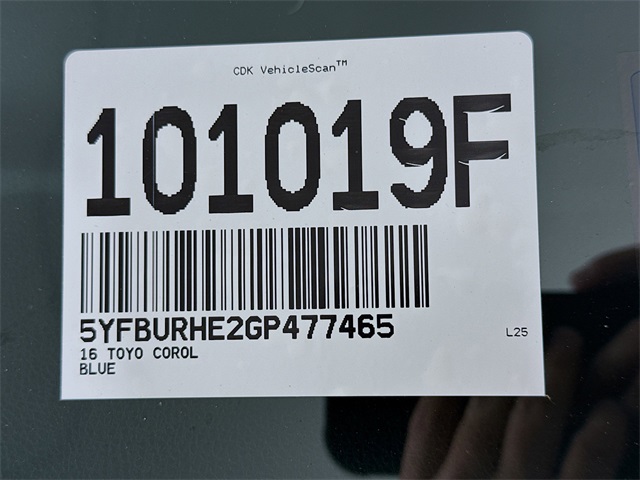 CDK VehicleScan™
101019F
5YFBURHE2GP477465
16 TOYO COROL
BLUE
L25